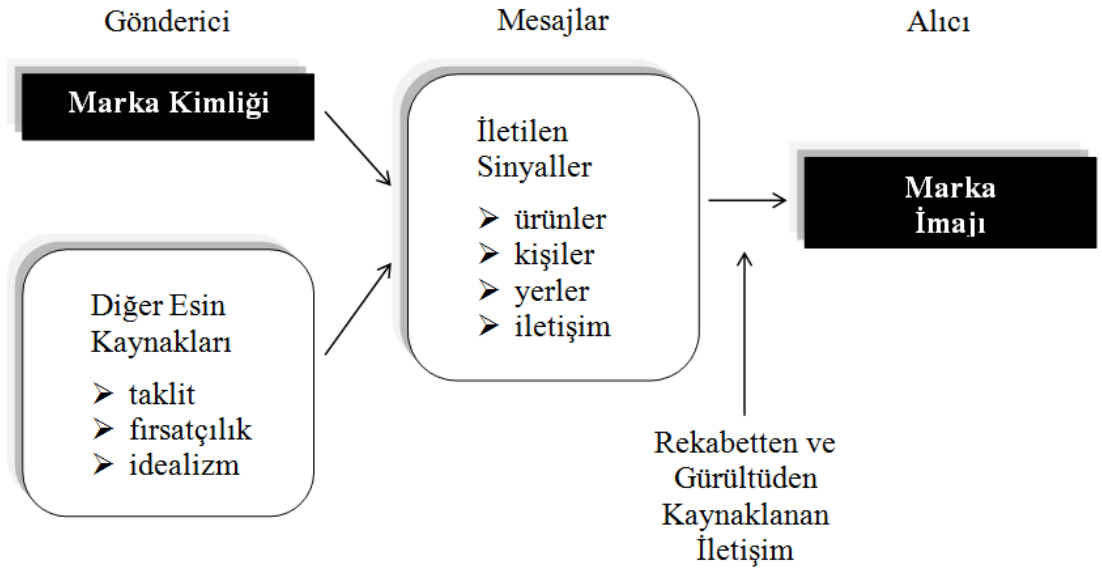 Gönderici
Mesajlar
Alıcı
Marka Kimliği
Diğer Esin
Kaynakları
➢ taklit
➢ fırsatçılık
➢ idealizm
İletilen
Sinyaller
➢ ürünler
➢ kişiler
➢ yerler
➢ iletişim
Marka
İmajı
Rekabetten ve
Gürültüden
Kaynaklanan
İletişim